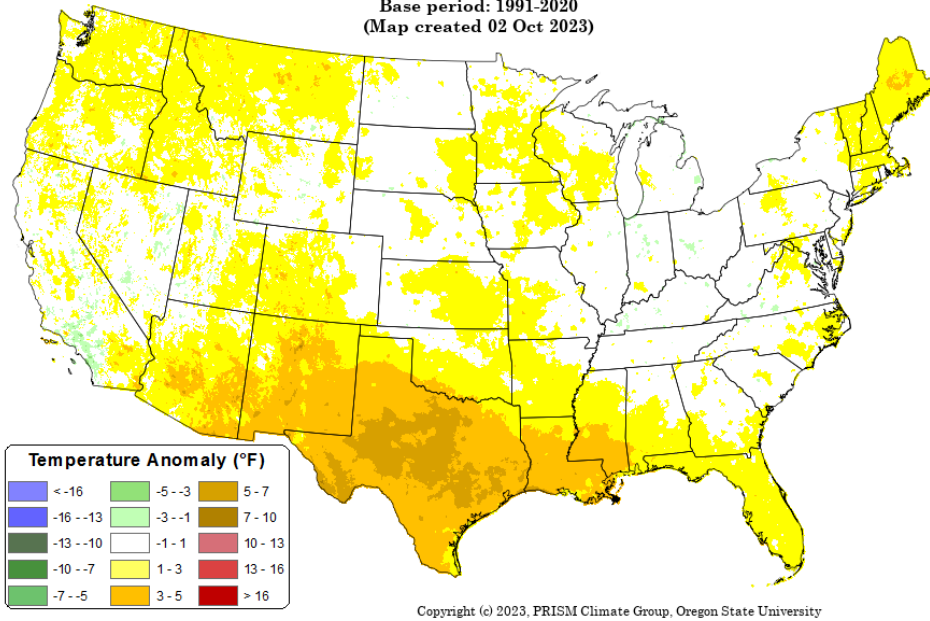 Base period: 1991-2020
(Map created 02 Oct 2023)
Temperature Anomaly (°F)
< -16 -5 - -3 5 - 7
-16 - -13 -3 - -1 7 - 10
-13 - -10 -1 - 1 10 - 13
-10 - -7 1 - 3 13 - 16
-7 - -5 3 - 5 > 16
Copyright (c) 2023, PRISM Climate Group, Oregon State University